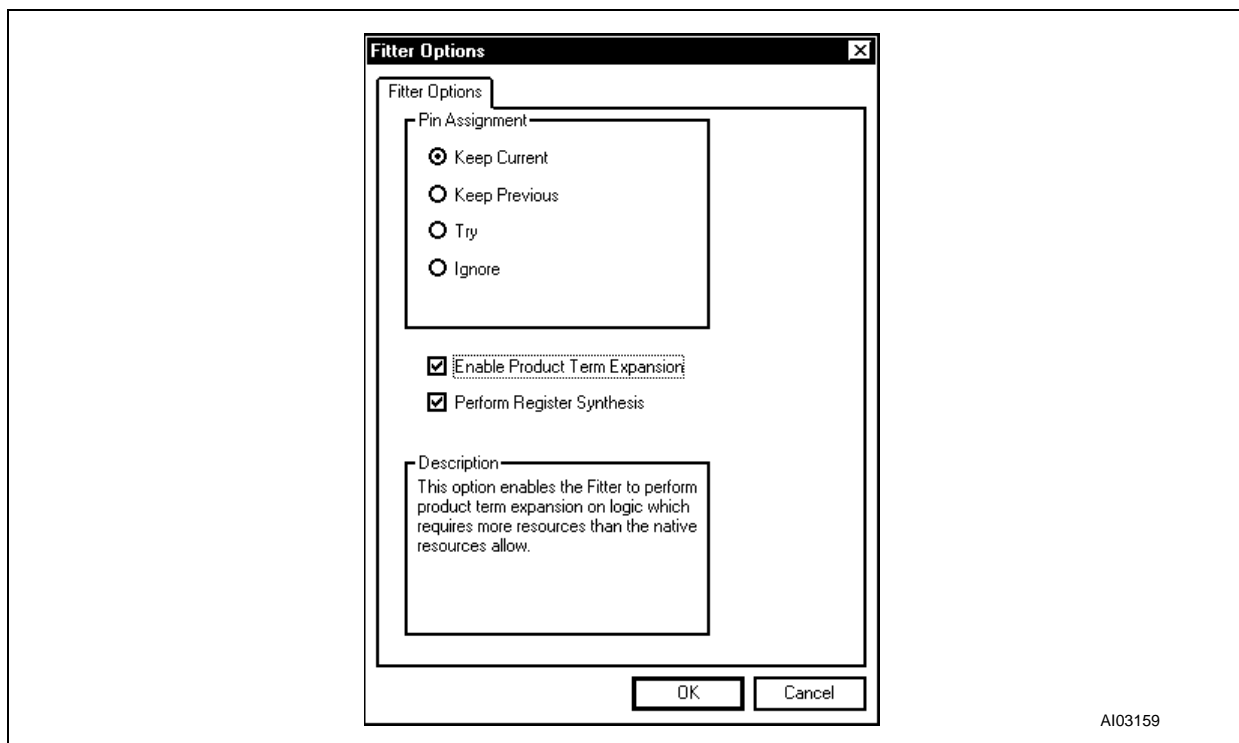 Fitter Options
Fitter Options
Pin Assignment
Keep Current
Keep Previous
Try
Ignore
Enable Product Term Expansion
Perform Register Synthesis
Description
This option enables the Fitter to perform
product term expansion on logic which
requires more resources than the native
resources allow.
OK
Cancel
AI03159